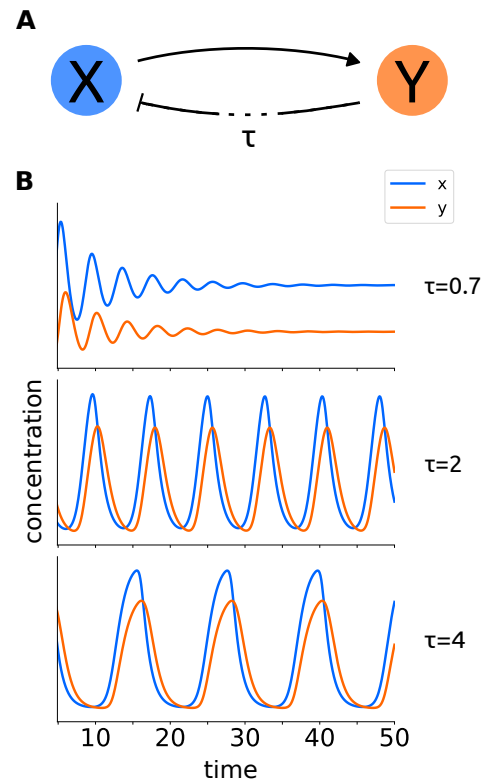 A
X Y
τ
B
x
y
τ=0.7
τ=2
τ=4
concentration
10 20 30 40 50
time